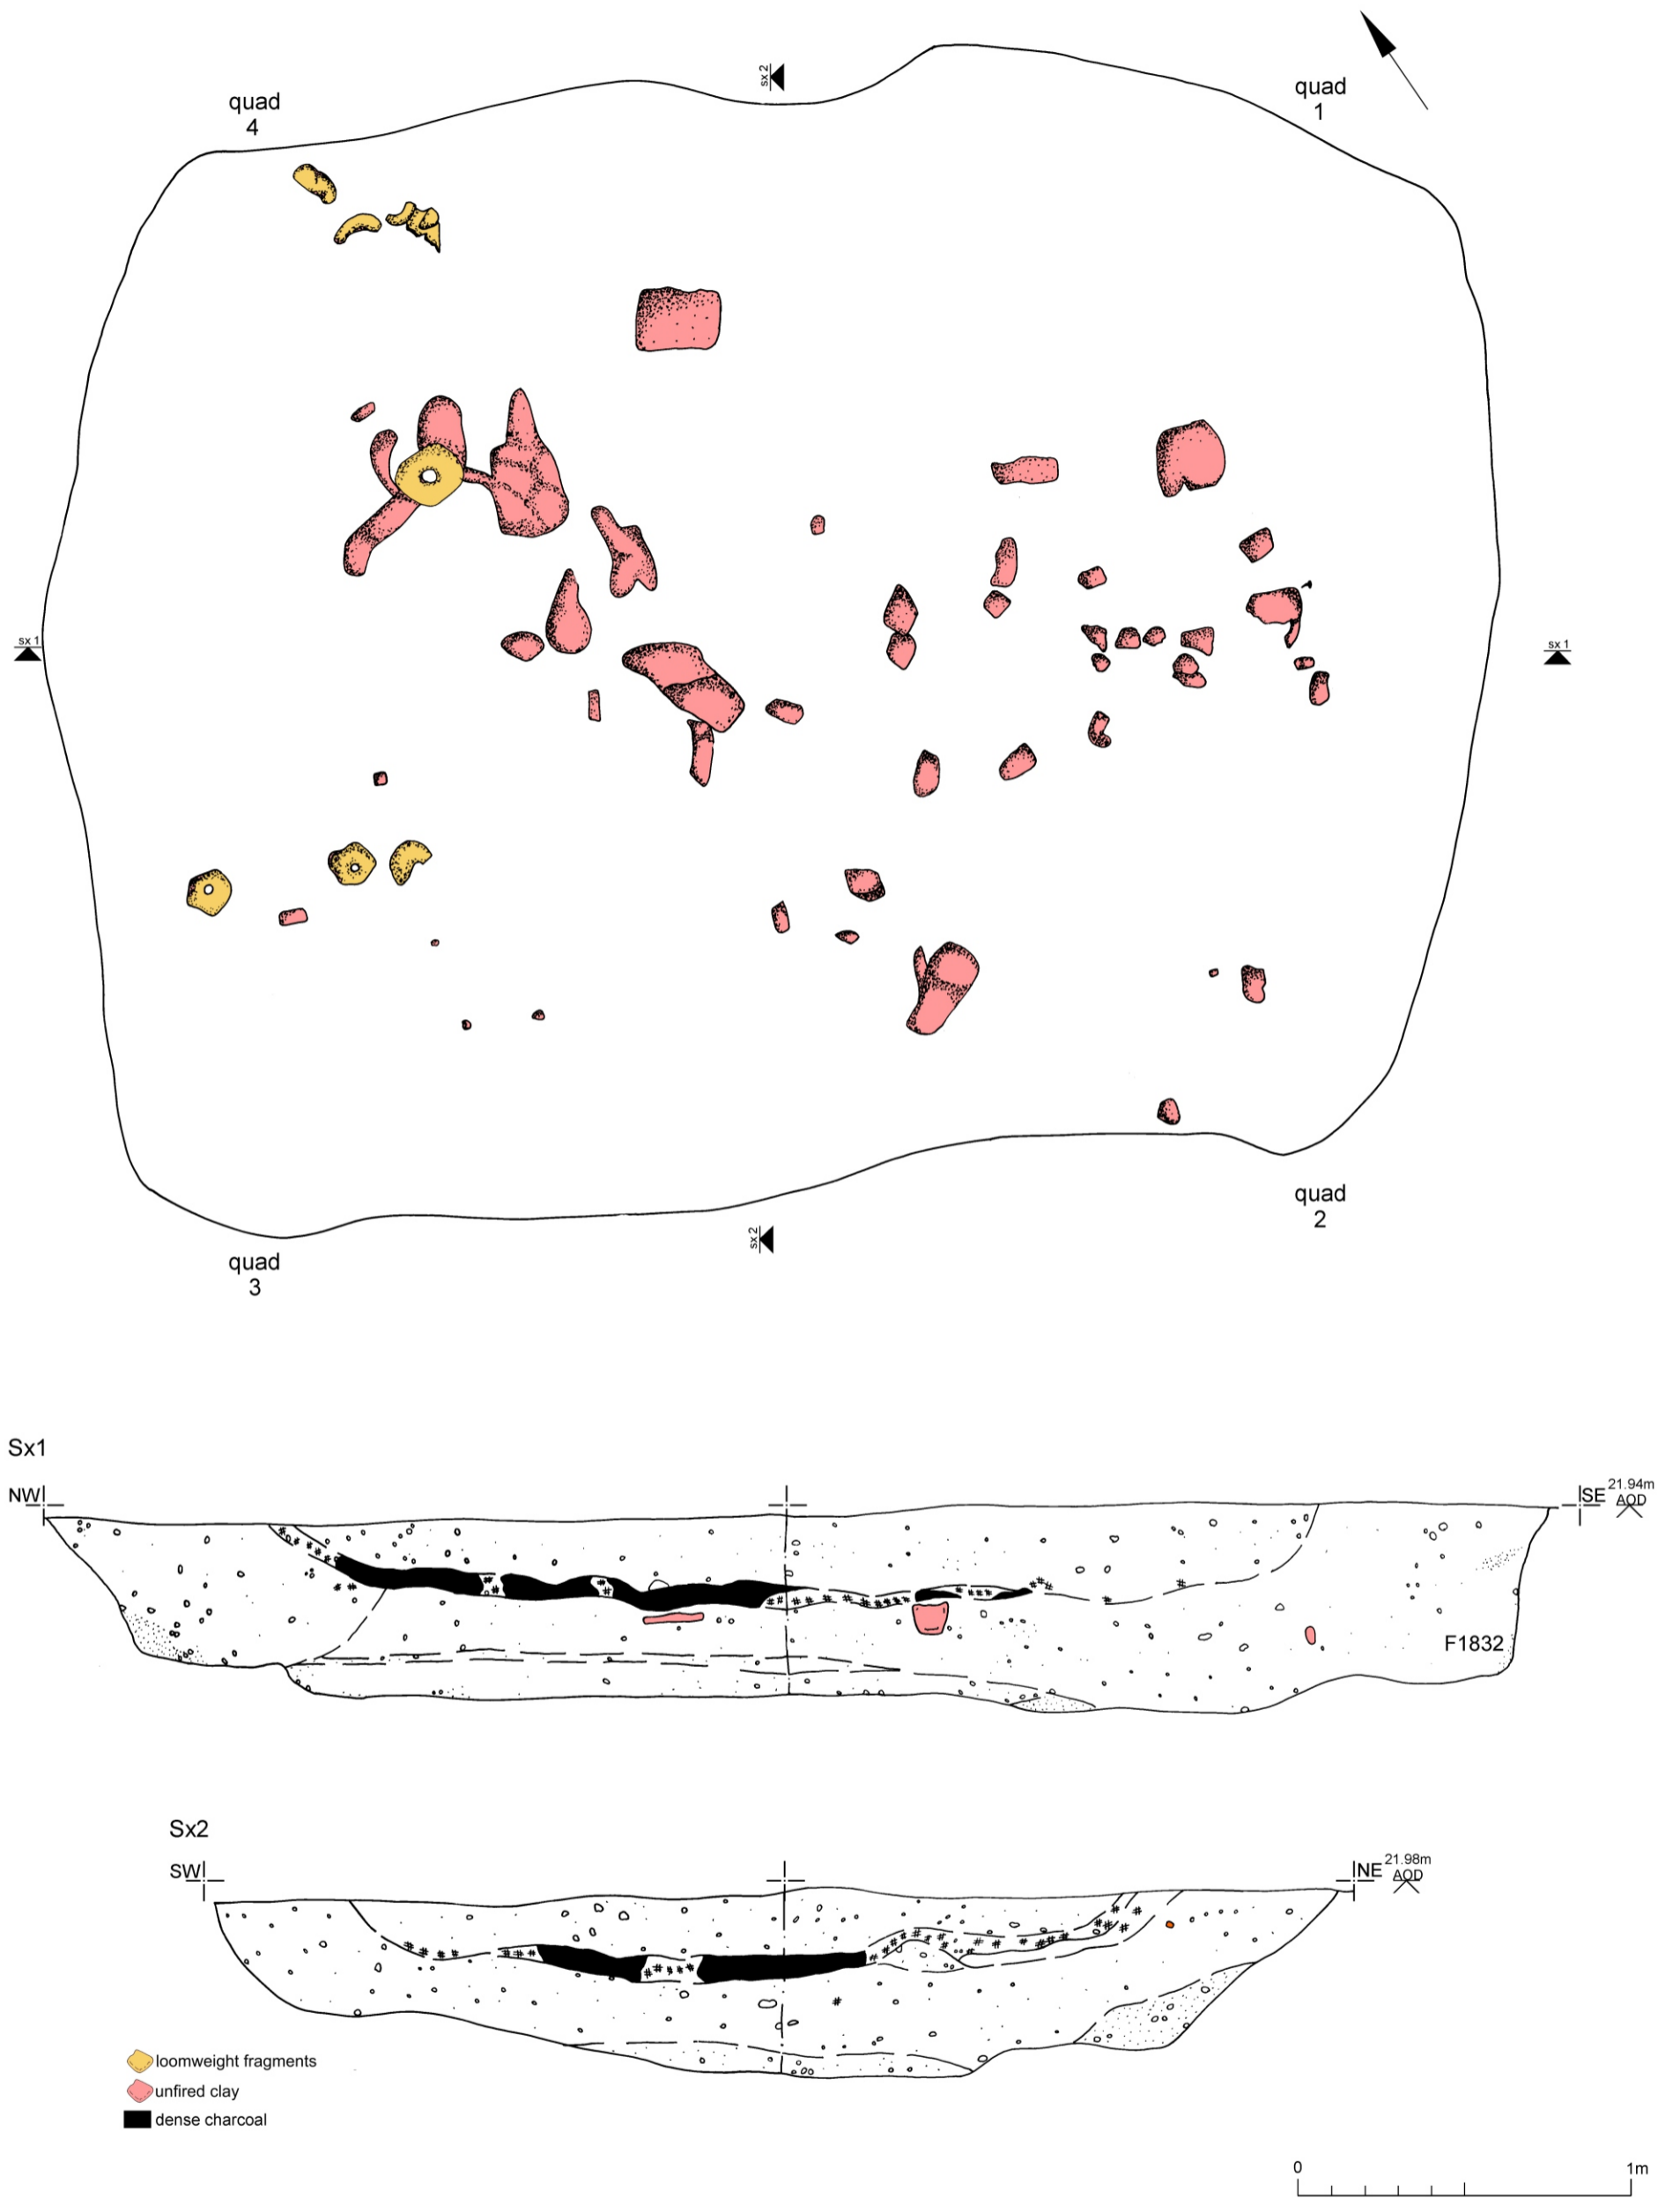 sx 2
quad
1
quad
4
sx 1
sx 1
sx 2
quad
2
quad
3
Sx1
NW
SE
21.94m
AOD
F1832
Sx2
SW
NE
21.98m
AOD
loomweight fragments
unfired clay
dense charcoal
0
1m